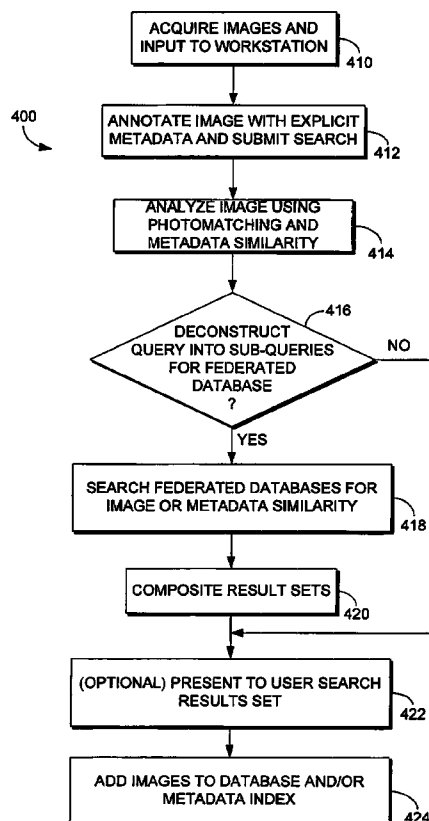 ACQUIRE IMAGES AND
INPUT TO WORKSTATION
410
400
ANNOTATE IMAGE WITH EXPLICIT
METADATA AND SUBMIT SEARCH
412
ANALYZE IMAGE USING
PHOTOMATCHING AND
METADATA SIMILARITY
414
416
DECONSTRUCT
QUERY INTO SUB-QUERIES
FOR FEDERATED
DATABASE
?
NO
YES
SEARCH FEDERATED DATABASES FOR
IMAGE OR METADATA SIMILARITY
418
COMPOSITE RESULT SETS
420
(OPTIONAL) PRESENT TO USER SEARCH
RESULTS SET
422
ADD IMAGES TO DATABASE AND/OR
METADATA INDEX
424